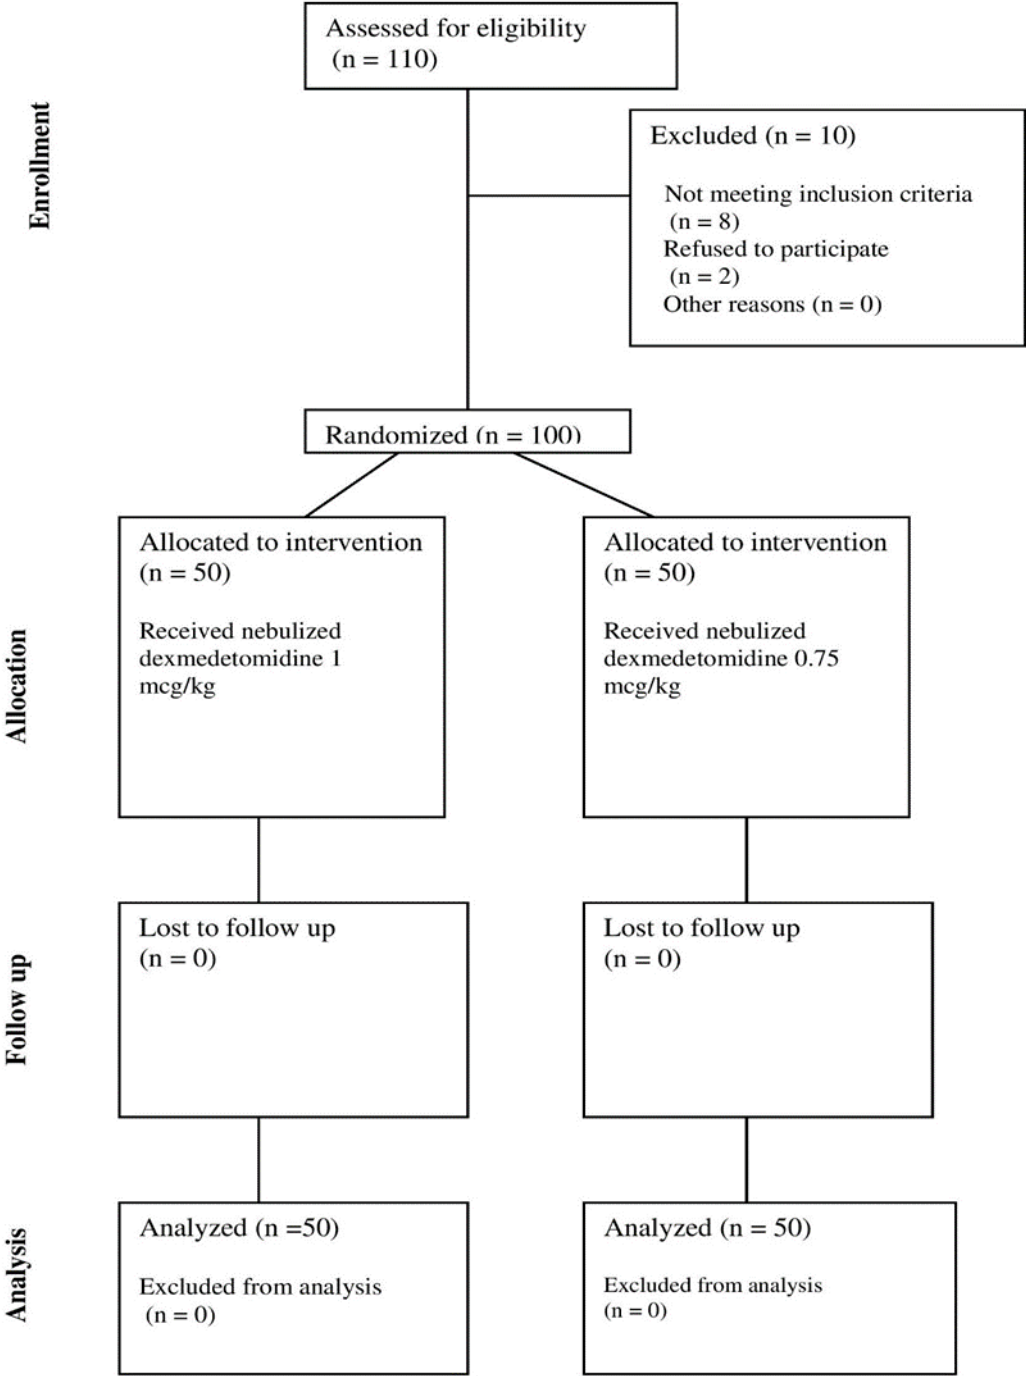 Enrollment
Assessed for eligibility
(n = 110)
Excluded (n = 10)
Not meeting inclusion criteria
(n = 8)
Refused to participate
(n = 2)
Other reasons (n = 0)
Randomized (n = 100)
Allocation
Allocated to intervention
(n = 50)
Received nebulized
dexmedetomidine 1
mcg/kg
Allocated to intervention
(n = 50)
Received nebulized
dexmedetomidine 0.75
mcg/kg
Follow up
Lost to follow up
(n = 0)
Lost to follow up
(n = 0)
Analysis
Analyzed (n =50)
Excluded from analysis
(n = 0)
Analyzed (n = 50)
Excluded from analysis
(n = 0)